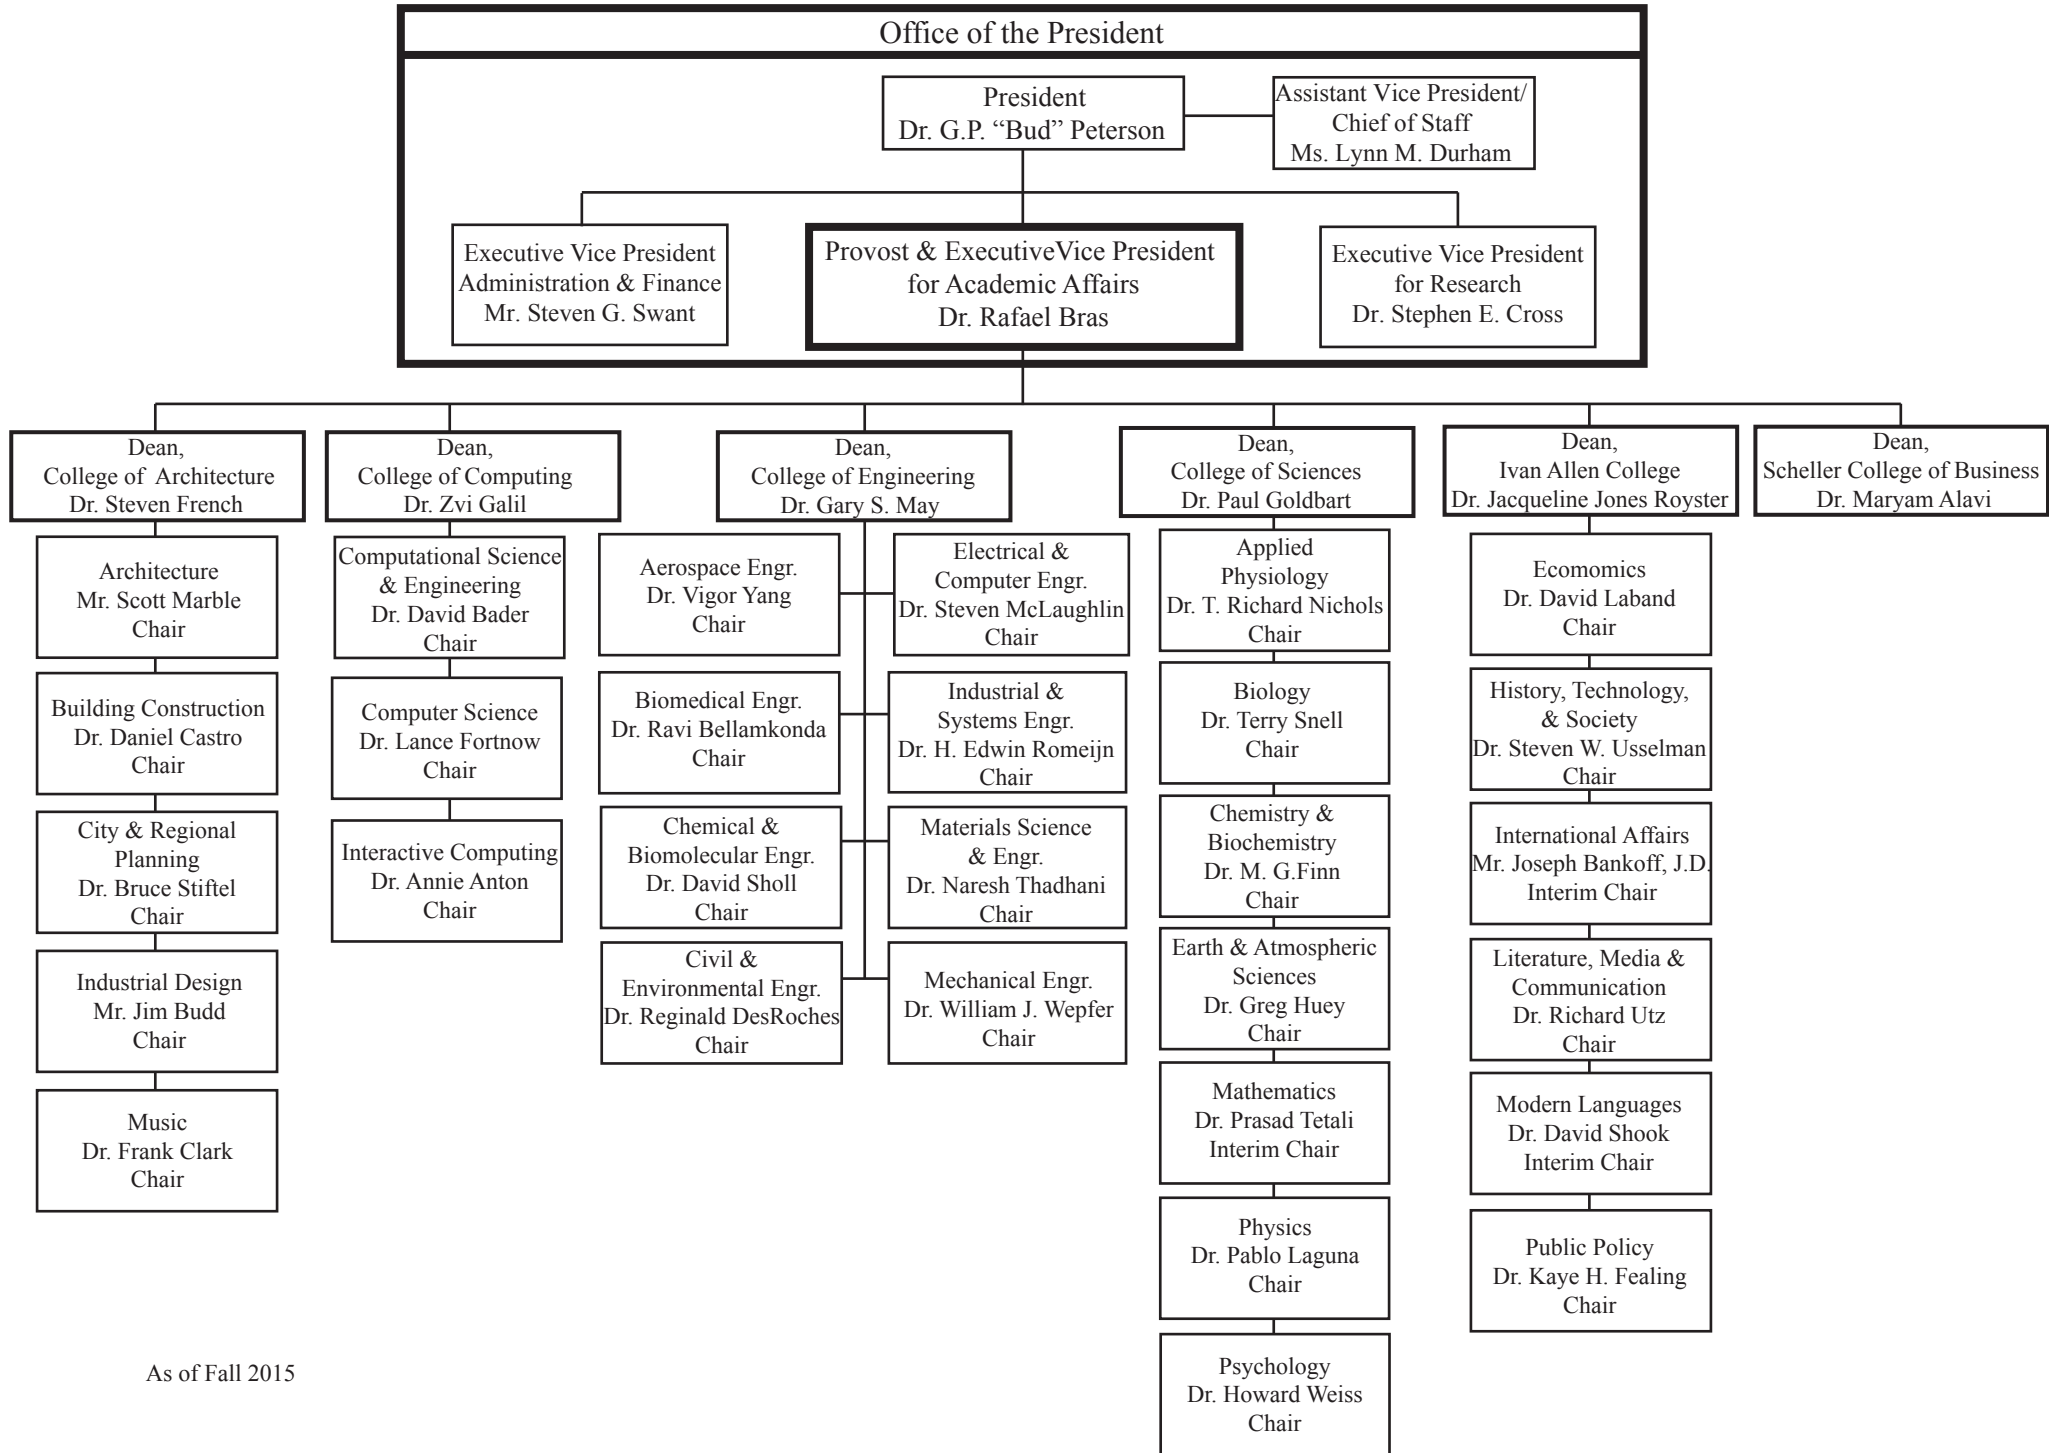 Office of the President
President
Dr. G.P. “Bud” Peterson
Assistant Vice President/
Chief of Staff
Ms. Lynn M. Durham
Executive Vice President
Administration & Finance
Mr. Steven G. Swant
Provost & ExecutiveVice President
for Academic Affairs
Dr. Rafael Bras
Executive Vice President
for Research
Dr. Stephen E. Cross
Dean,
College of Architecture
Dr. Steven French
Architecture
Mr. Scott Marble
Chair
Building Construction
Dr. Daniel Castro
Chair
City & Regional
Planning
Dr. Bruce Stiftel
Chair
Industrial Design
Mr. Jim Budd
Chair
Music
Dr. Frank Clark
Chair
Dean,
College of Computing
Dr. Zvi Galil
Computational Science
& Engineering
Dr. David Bader
Chair
Computer Science
Dr. Lance Fortnow
Chair
Interactive Computing
Dr. Annie Anton
Chair
Dean,
College of Engineering
Dr. Gary S. May
Aerospace Engr.
Dr. Vigor Yang
Chair
Electrical &
Computer Engr.
Dr. Steven McLaughlin
Chair
Biomedical Engr.
Dr. Ravi Bellamkonda
Chair
Industrial &
Systems Engr.
Dr. H. Edwin Romeijn
Chair
Chemical &
Biomolecular Engr.
Dr. David Sholl
Chair
Materials Science
& Engr.
Dr. Naresh Thadhani
Chair
Civil &
Environmental Engr.
Dr. Reginald DesRoches
Chair
Mechanical Engr.
Dr. William J. Wepfer
Chair
Dean,
College of Sciences
Dr. Paul Goldbart
Applied
Physiology
Dr. T. Richard Nichols
Chair
Biology
Dr. Terry Snell
Chair
Chemistry &
Biochemistry
Dr. M. G.Finn
Chair
Earth & Atmospheric
Sciences
Dr. Greg Huey
Chair
Mathematics
Dr. Prasad Tetali
Interim Chair
Physics
Dr. Pablo Laguna
Chair
Psychology
Dr. Howard Weiss
Chair
Dean,
Ivan Allen College
Dr. Jacqueline Jones Royster
Ecomomics
Dr. David Laband
Chair
History, Technology,
& Society
Dr. Steven W. Usselman
Chair
International Affairs
Mr. Joseph Bankoff, J.D.
Interim Chair
Literature, Media &
Communication
Dr. Richard Utz
Chair
Modern Languages
Dr. David Shook
Interim Chair
Public Policy
Dr. Kaye H. Fealing
Chair
Dean,
Scheller College of Business
Dr. Maryam Alavi
As of Fall 2015